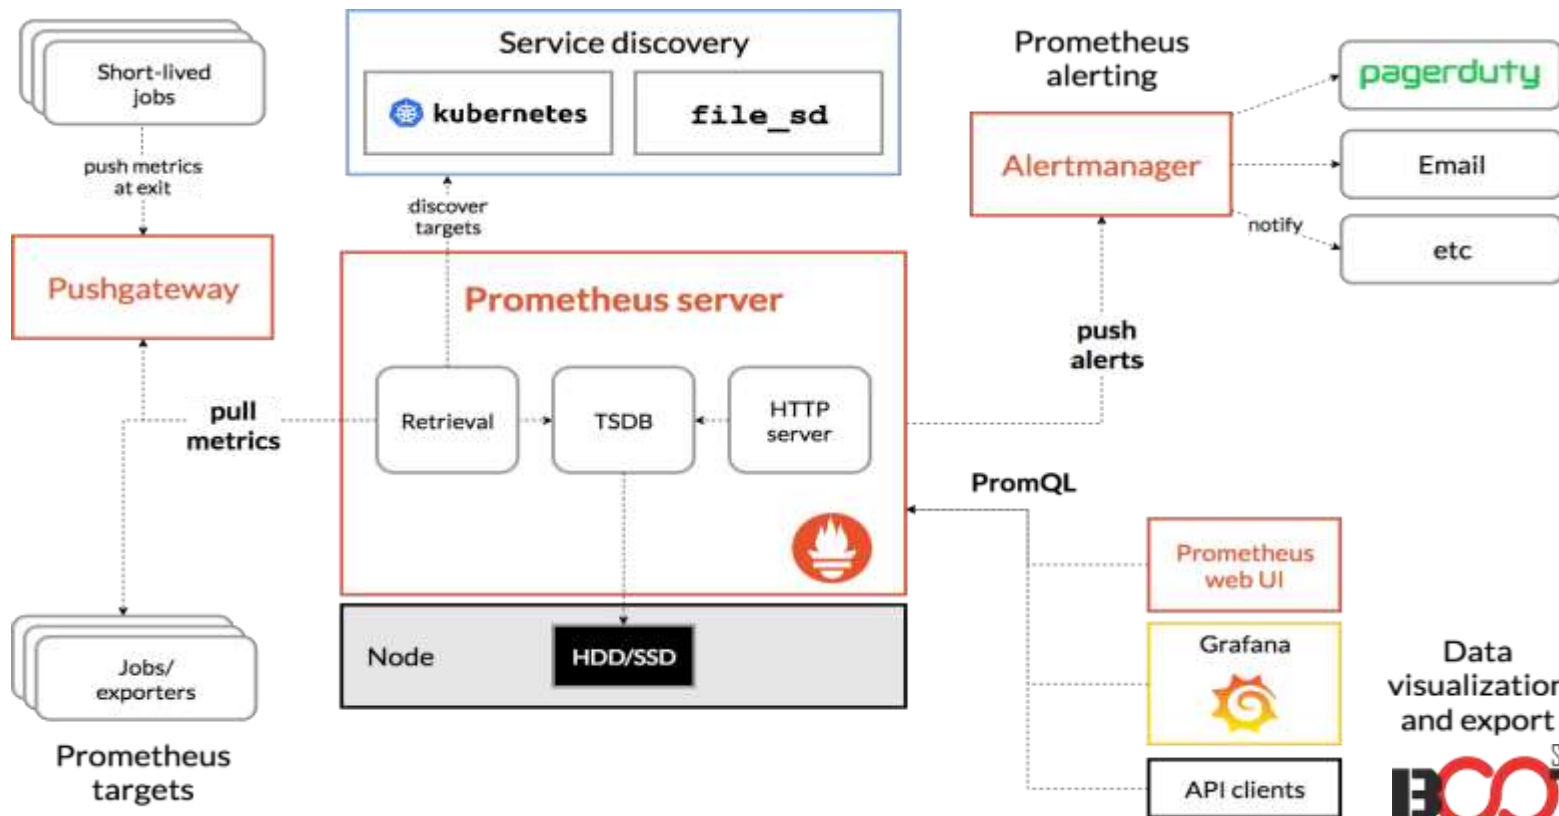 Short-lived
jobs
push metrics
at exit
Pushgateway
pull
metrics
Jobs/
exporters
Prometheus
targets
Service discovery
kubernetes
file_sd
discover
targets
Prometheus server
Retrieval
TSDB
HTTP
server
Node
HDD/SSD
Prometheus
alerting
Alertmanager
pagerduty
Email
etc
notify
push
alerts
PromQL
Prometheus
web UI
Grafana
API clients
Data
visualization
and export